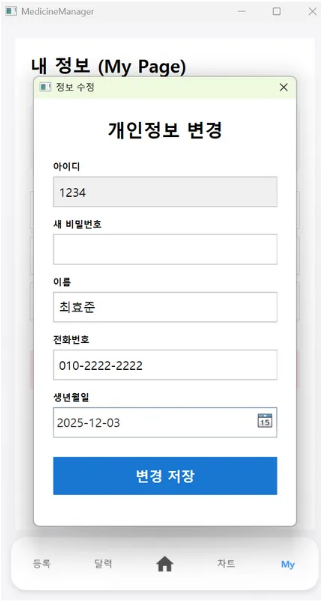 MedicineManager
내 정보 (My Page)
정보 수정
개인정보 변경
아이디
1234
새 비밀번호
이름
최효준
전화번호
010-2222-2222
생년월일
2025-12-03
15
변경 저장
등록
달력
차트
My